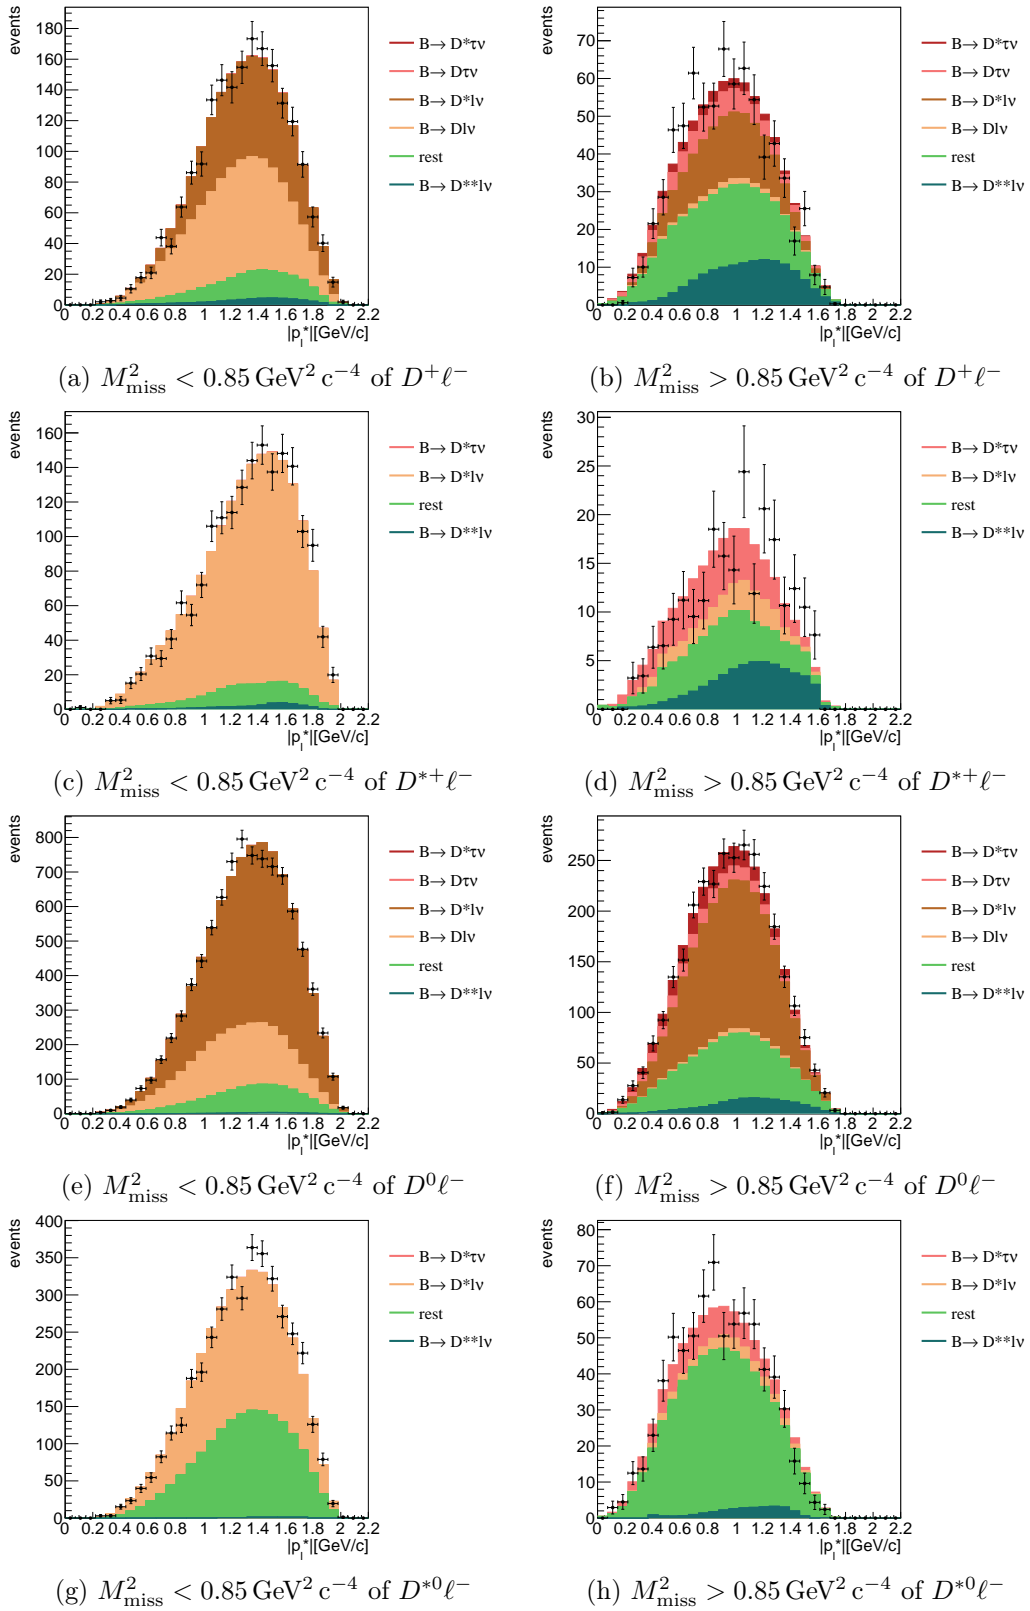 events
180
160
140
120
100
80
60
40
20
0
0 0.2 0.4 0.6 0.8 1 1.2 1.4 1.6 1.8 2 2.2
|p*l|[GeV/c]
B→ D*τν
B→ Dτν
B→ D*lν
B→ Dlν
rest
B→ D**lν
(a) M²miss < 0.85 GeV² c⁻⁴ of D⁺ℓ⁻
events
70
60
50
40
30
20
10
0
0 0.2 0.4 0.6 0.8 1 1.2 1.4 1.6 1.8 2 2.2
|p*l|[GeV/c]
B→ D*τν
B→ Dτν
B→ D*lν
B→ Dlν
rest
B→ D**lν
(b) M²miss > 0.85 GeV² c⁻⁴ of D⁺ℓ⁻
events
160
140
120
100
80
60
40
20
0
0 0.2 0.4 0.6 0.8 1 1.2 1.4 1.6 1.8 2 2.2
|p*l|[GeV/c]
B→ D*τν
B→ D*lν
rest
B→ D**lν
(c) M²miss < 0.85 GeV² c⁻⁴ of D*⁺ℓ⁻
events
30
25
20
15
10
5
0
0 0.2 0.4 0.6 0.8 1 1.2 1.4 1.6 1.8 2 2.2
|p*l|[GeV/c]
B→ D*τν
B→ D*lν
rest
B→ D**lν
(d) M²miss > 0.85 GeV² c⁻⁴ of D*⁺ℓ⁻
events
800
700
600
500
400
300
200
100
0
0 0.2 0.4 0.6 0.8 1 1.2 1.4 1.6 1.8 2 2.2
|p*l|[GeV/c]
B→ D*τν
B→ Dτν
B→ D*lν
B→ Dlν
rest
B→ D**lν
(e) M²miss < 0.85 GeV² c⁻⁴ of D⁰ℓ⁻
events
250
200
150
100
50
0
0 0.2 0.4 0.6 0.8 1 1.2 1.4 1.6 1.8 2 2.2
|p*l|[GeV/c]
B→ D*τν
B→ Dτν
B→ D*lν
B→ Dlν
rest
B→ D**lν
(f) M²miss > 0.85 GeV² c⁻⁴ of D⁰ℓ⁻
events
400
350
300
250
200
150
100
50
0
0 0.2 0.4 0.6 0.8 1 1.2 1.4 1.6 1.8 2 2.2
|p*l|[GeV/c]
B→ D*τν
B→ D*lν
rest
B→ D**lν
(g) M²miss < 0.85 GeV² c⁻⁴ of D*⁰ℓ⁻
events
80
70
60
50
40
30
20
10
0
0 0.2 0.4 0.6 0.8 1 1.2 1.4 1.6 1.8 2 2.2
|p*l|[GeV/c]
B→ D*τν
B→ D*lν
rest
B→ D**lν
(h) M²miss > 0.85 GeV² c⁻⁴ of D*⁰ℓ⁻